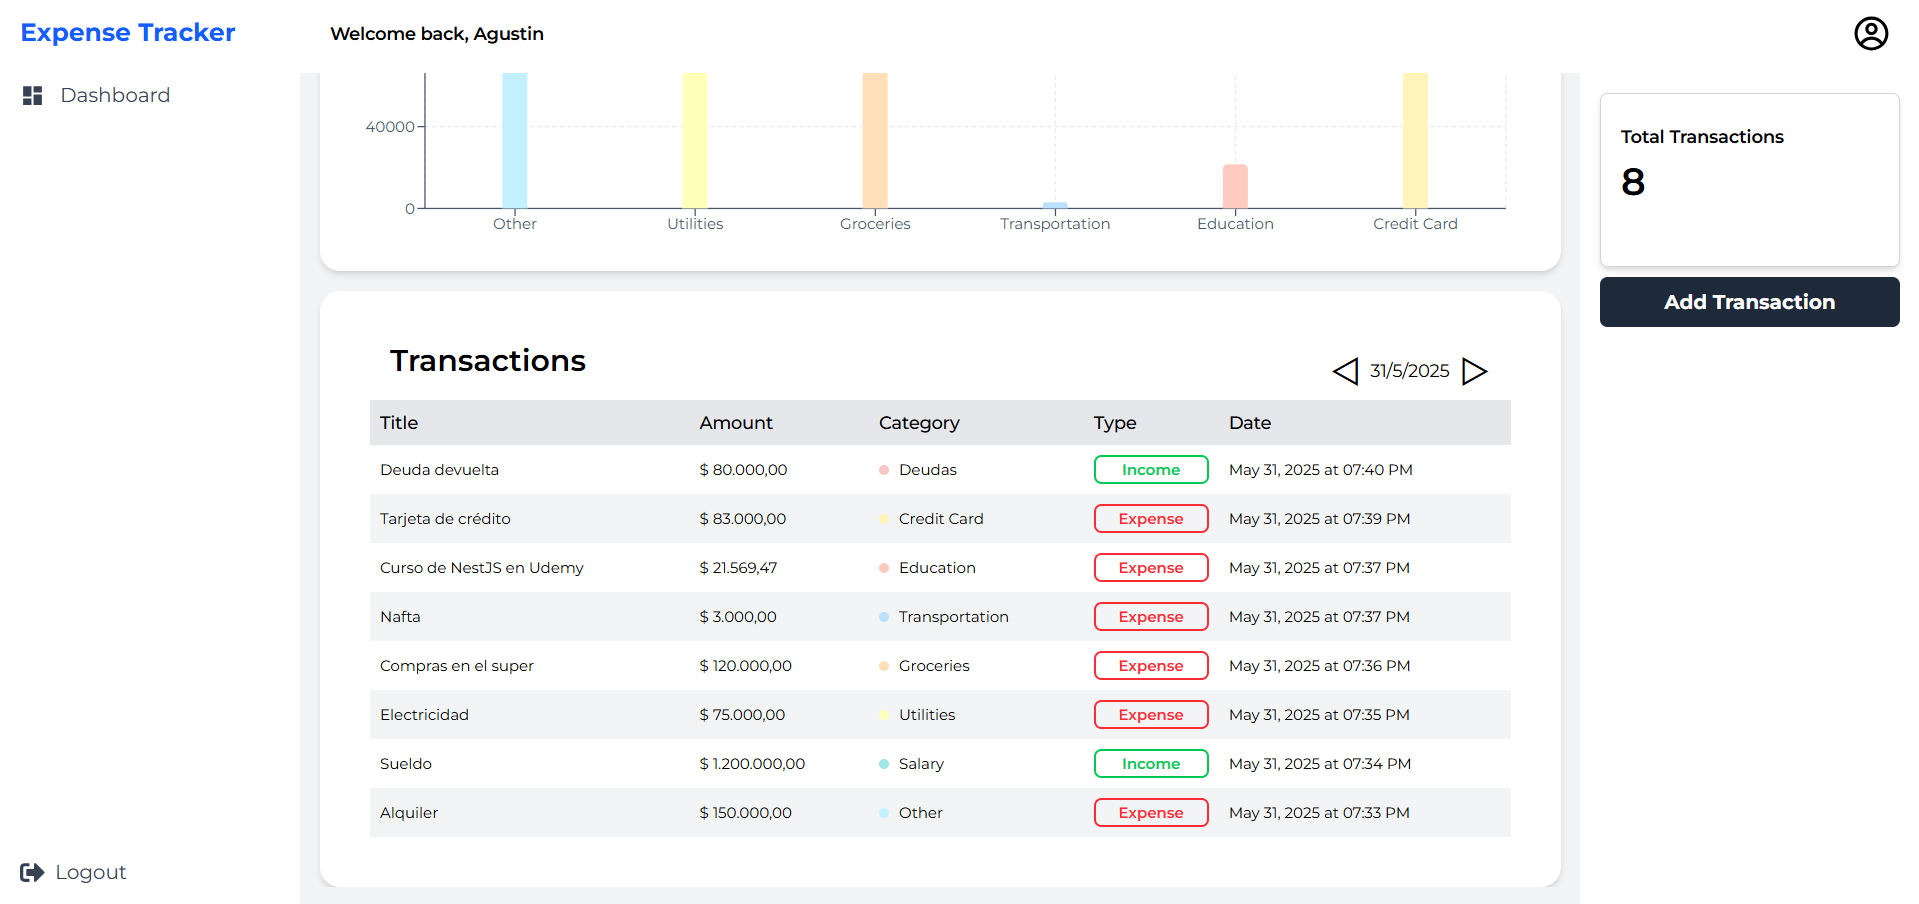 Expense Tracker
Welcome back, Agustin
Dashboard
40000
0
Other Utilities Groceries Transportation Education Credit Card
Total Transactions
8
Add Transaction
Transactions
31/5/2025
Title Amount Category Type Date
Deuda devuelta $ 80.000,00 Deudas Income May 31, 2025 at 07:40 PM
Tarjeta de crédito $ 83.000,00 Credit Card Expense May 31, 2025 at 07:39 PM
Curso de NestJS en Udemy $ 21.569,47 Education Expense May 31, 2025 at 07:37 PM
Nafta $ 3.000,00 Transportation Expense May 31, 2025 at 07:37 PM
Compras en el super $ 120.000,00 Groceries Expense May 31, 2025 at 07:36 PM
Electricidad $ 75.000,00 Utilities Expense May 31, 2025 at 07:35 PM
Sueldo $ 1.200.000,00 Salary Income May 31, 2025 at 07:34 PM
Alquiler $ 150.000,00 Other Expense May 31, 2025 at 07:33 PM
Logout